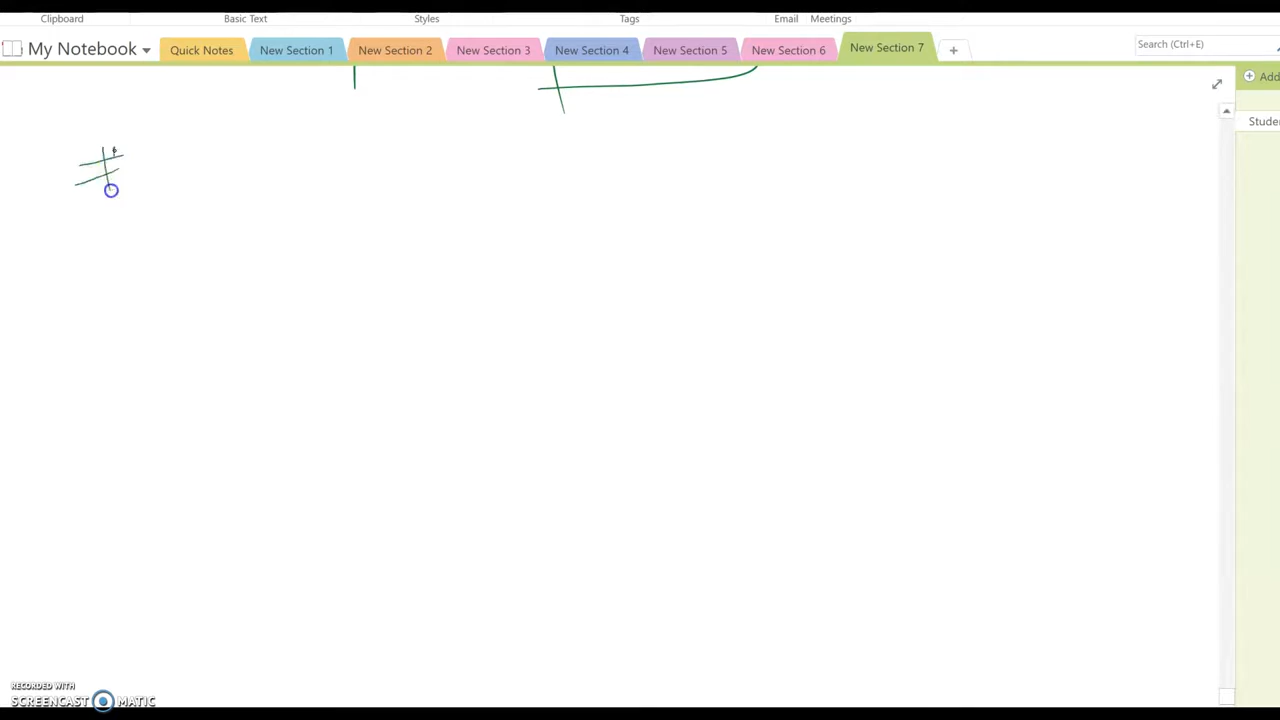 Clipboard Basic Text Styles Tags Email Meetings
My Notebook Quick Notes New Section 1 New Section 2 New Section 3 New Section 4 New Section 5 New Section 6 New Section 7 + Search (Ctrl+E)
Add
Studen
RECORDED WITH
SCREENCAST MATIC